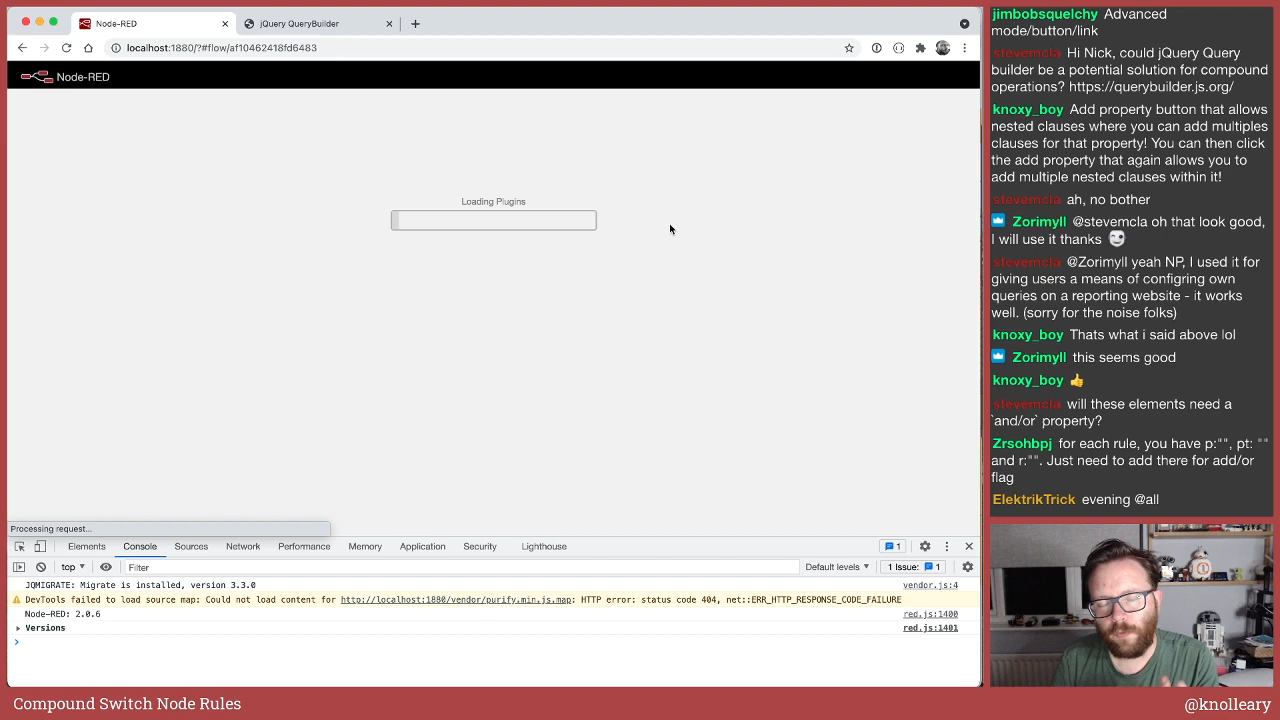 Node-RED
jQuery QueryBuilder
localhost:1880/?#flow/af10462418fd6483
Node-RED
Loading Plugins
Processing request...
Elements Console Sources Network Performance Memory Application Security Lighthouse 1
top Filter Default levels 1 Issue: 1
JQMIGRATE: Migrate is installed, version 3.3.0 vendor.js:4
DevTools failed to load source map: Could not load content for http://localhost:1880/vendor/purify.min.js.map: HTTP error: status code 404, net::ERR_HTTP_RESPONSE_CODE_FAILURE
Node-RED: 2.0.6 red.js:1400
Versions red.js:1401
jimbobsquelchy Advanced
mode/button/link
stevemcla Hi Nick, could jQuery Query
builder be a potential solution for compound
operations? https://querybuilder.js.org/
knoxy_boy Add property button that allows
nested clauses where you can add multiples
clauses for that property! You can then click
the add property that again allows you to
add multiple nested clauses within it!
stevemcla ah, no bother
Zorimyll @stevemcla oh that look good,
I will use it thanks
stevemcla @Zorimyll yeah NP, I used it for
giving users a means of configring own
queries on a reporting website - it works
well. (sorry for the noise folks)
knoxy_boy Thats what i said above lol
Zorimyll this seems good
knoxy_boy 👍
stevemcla will these elements need a
`and/or` property?
Zrsohbpj for each rule, you have p:"", pt: ""
and r:"". Just need to add there for add/or
flag
ElektrikTrick evening @all
Compound Switch Node Rules
@knolleary